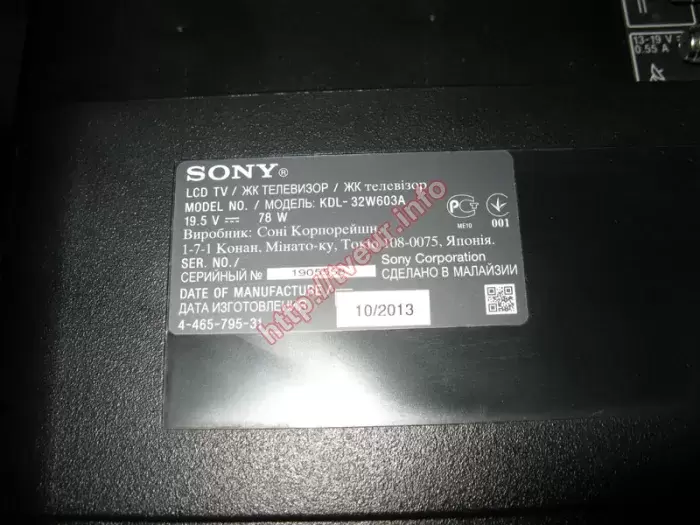 13-19 V ⎓
0.55 A
SONY®
LCD TV / ЖК ТЕЛЕВИЗОР / ЖК телевізор
MODEL NO. / МОДЕЛЬ: KDL-32W603A
19.5 V ⎓ 78 W
ME10
001
Виробник: Соні Корпорейшн,
1-7-1 Конан, Мінато-ку, Токіо 108-0075, Японія.
SER. NO./ Sony Corporation
СЕРИЙНЫЙ № СДЕЛАНО В МАЛАЙЗИИ
DATE OF MANUFACTURE
ДАТА ИЗГОТОВЛЕНИЯ 10/2013
4-465-795-31
http://tveur.info